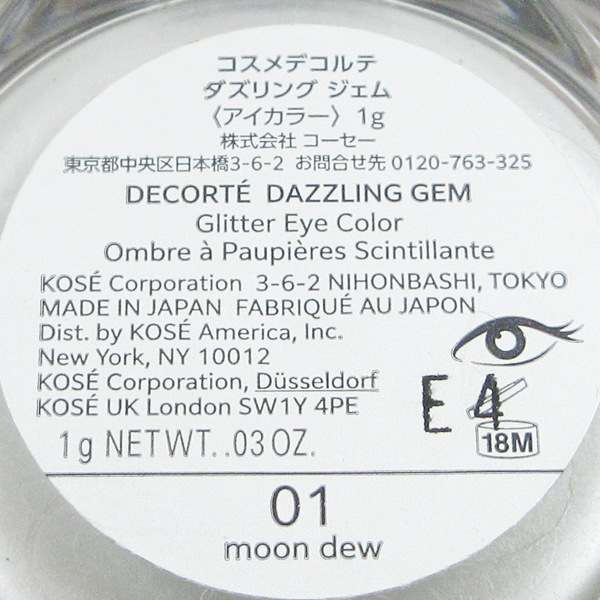 コスメデコルテ
ダズリング ジェム
〈アイカラー〉 1g
株式会社 コーセー
東京都中央区日本橋3-6-2 お問合せ先 0120-763-325
DECORTÉ DAZZLING GEM
Glitter Eye Color
Ombre à Paupières Scintillante
KOSÉ Corporation 3-6-2 NIHONBASHI, TOKYO
MADE IN JAPAN FABRIQUÉ AU JAPON
Dist. by KOSÉ America, Inc.
New York, NY 10012
KOSÉ Corporation, Düsseldorf
KOSÉ UK London SW1Y 4PE
E4
18M
1g NET WT..03 OZ.
01
moon dew